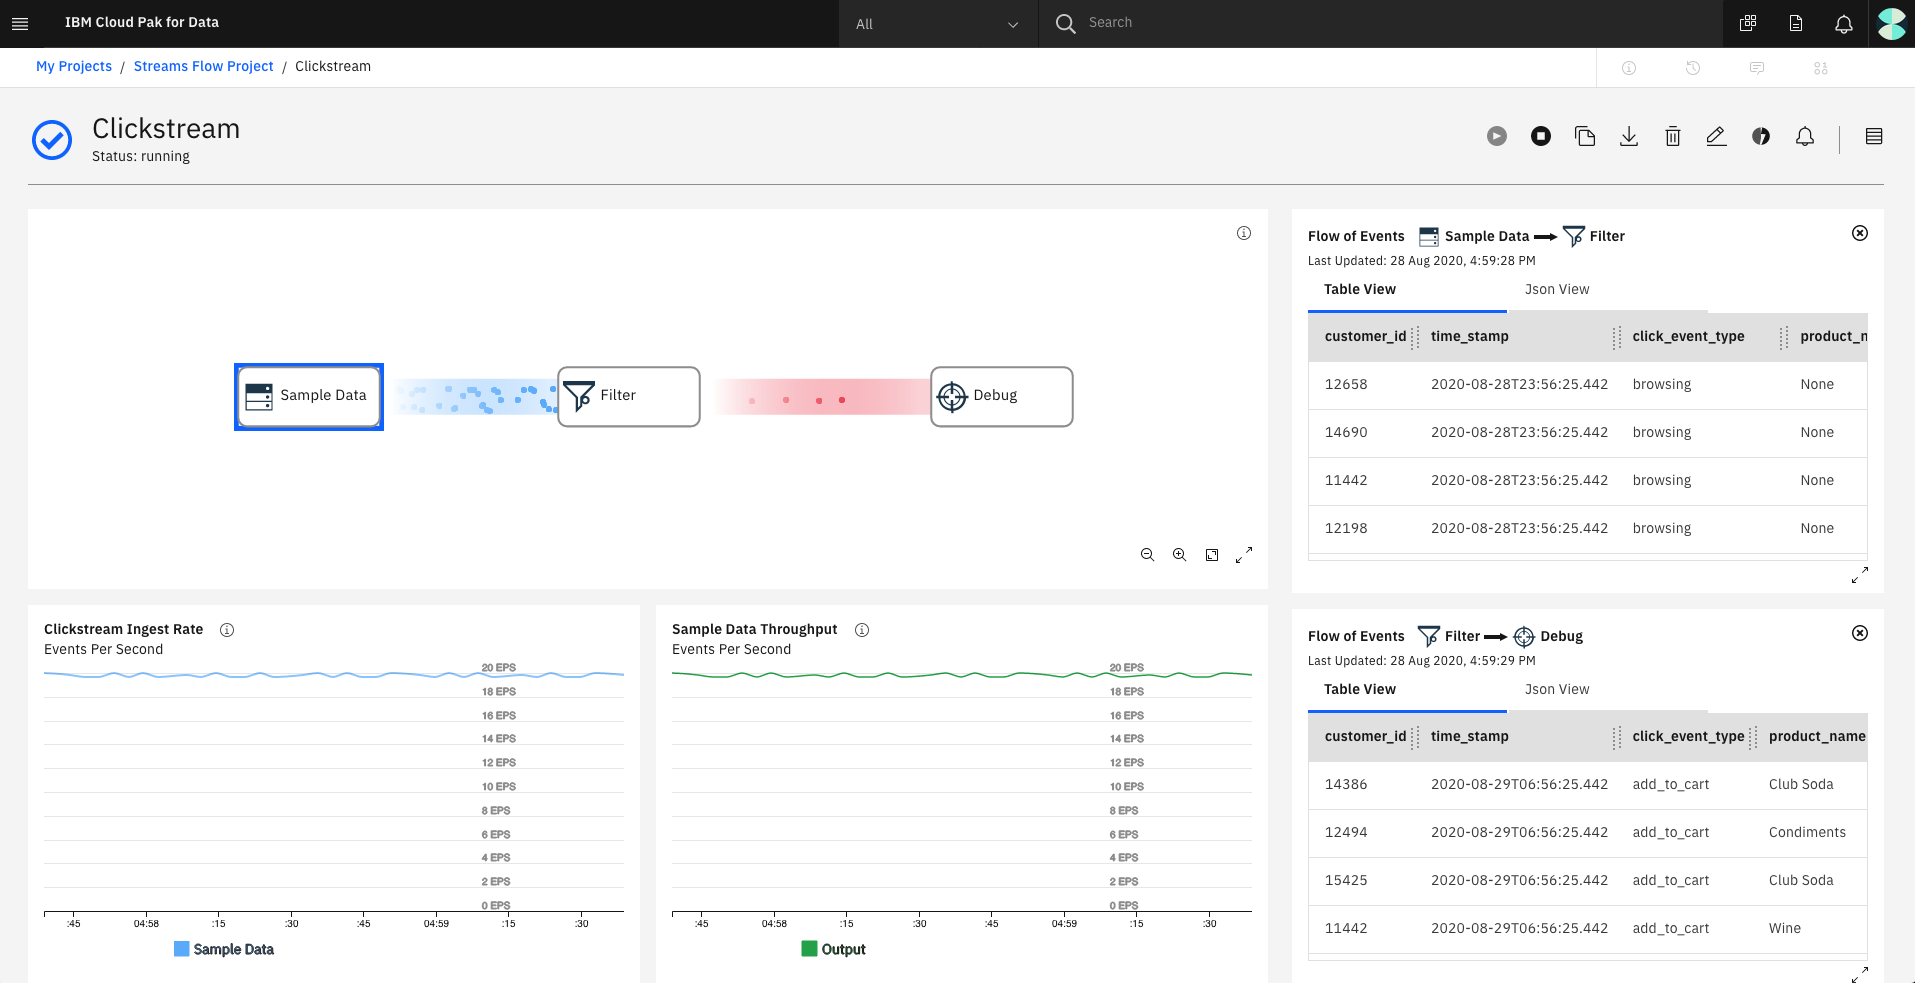 IBM Cloud Pak for Data
All
Search
My Projects / Streams Flow Project / Clickstream
Clickstream
Status: running
Sample Data
Filter
Debug
Flow of Events Sample Data Filter
Last Updated: 28 Aug 2020, 4:59:28 PM
Table View Json View
customer_id time_stamp click_event_type product_n
12658 2020-08-28T23:56:25.442 browsing None
14690 2020-08-28T23:56:25.442 browsing None
11442 2020-08-28T23:56:25.442 browsing None
12198 2020-08-28T23:56:25.442 browsing None
Clickstream Ingest Rate
Events Per Second
20 EPS
18 EPS
16 EPS
14 EPS
12 EPS
10 EPS
8 EPS
6 EPS
4 EPS
2 EPS
0 EPS
:45 04:58 :15 :30 :45 04:59 :15 :30
Sample Data
Sample Data Throughput
Events Per Second
20 EPS
18 EPS
16 EPS
14 EPS
12 EPS
10 EPS
8 EPS
6 EPS
4 EPS
2 EPS
0 EPS
:45 04:58 :15 :30 :45 04:59 :15 :30
Output
Flow of Events Filter Debug
Last Updated: 28 Aug 2020, 4:59:29 PM
Table View Json View
customer_id time_stamp click_event_type product_name
14386 2020-08-29T06:56:25.442 add_to_cart Club Soda
12494 2020-08-29T06:56:25.442 add_to_cart Condiments
15425 2020-08-29T06:56:25.442 add_to_cart Club Soda
11442 2020-08-29T06:56:25.442 add_to_cart Wine